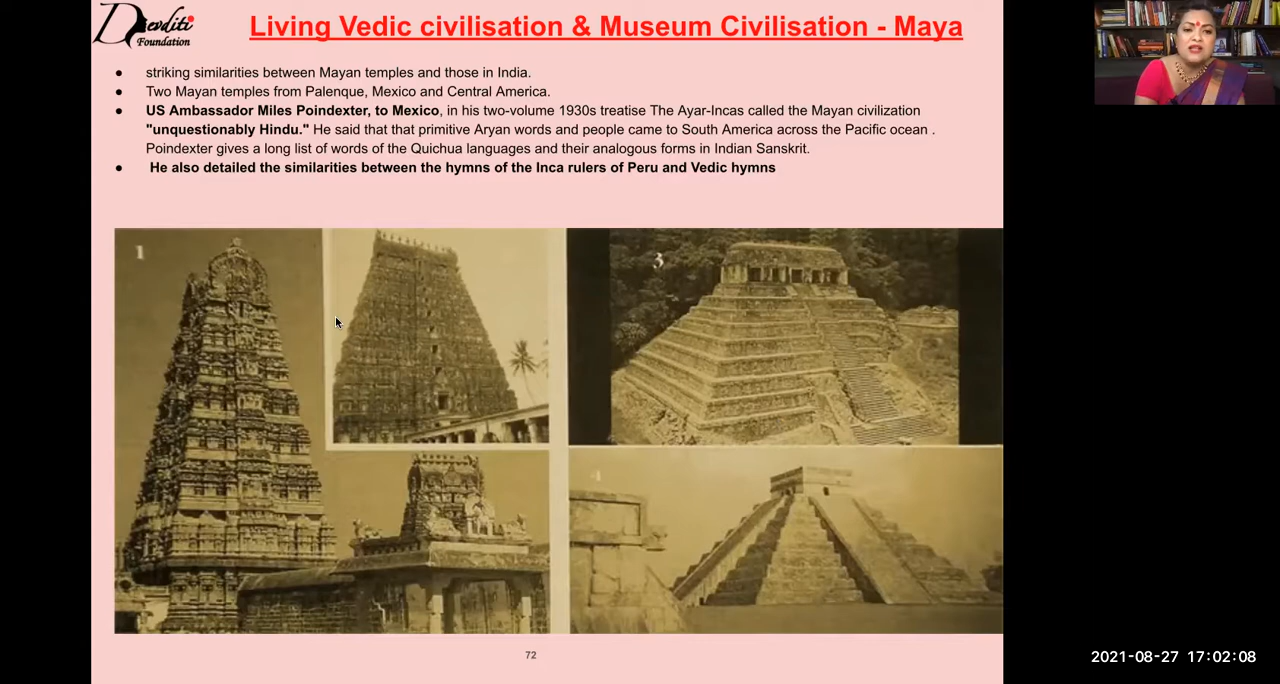 Devditi
Foundation
Living Vedic civilisation & Museum Civilisation - Maya
● striking similarities between Mayan temples and those in India.
● Two Mayan temples from Palenque, Mexico and Central America.
● US Ambassador Miles Poindexter, to Mexico, in his two-volume 1930s treatise The Ayar-Incas called the Mayan civilization
"unquestionably Hindu." He said that that primitive Aryan words and people came to South America across the Pacific ocean .
Poindexter gives a long list of words of the Quichua languages and their analogous forms in Indian Sanskrit.
● He also detailed the similarities between the hymns of the Inca rulers of Peru and Vedic hymns
1
3
4
72
2021-08-27 17:02:08